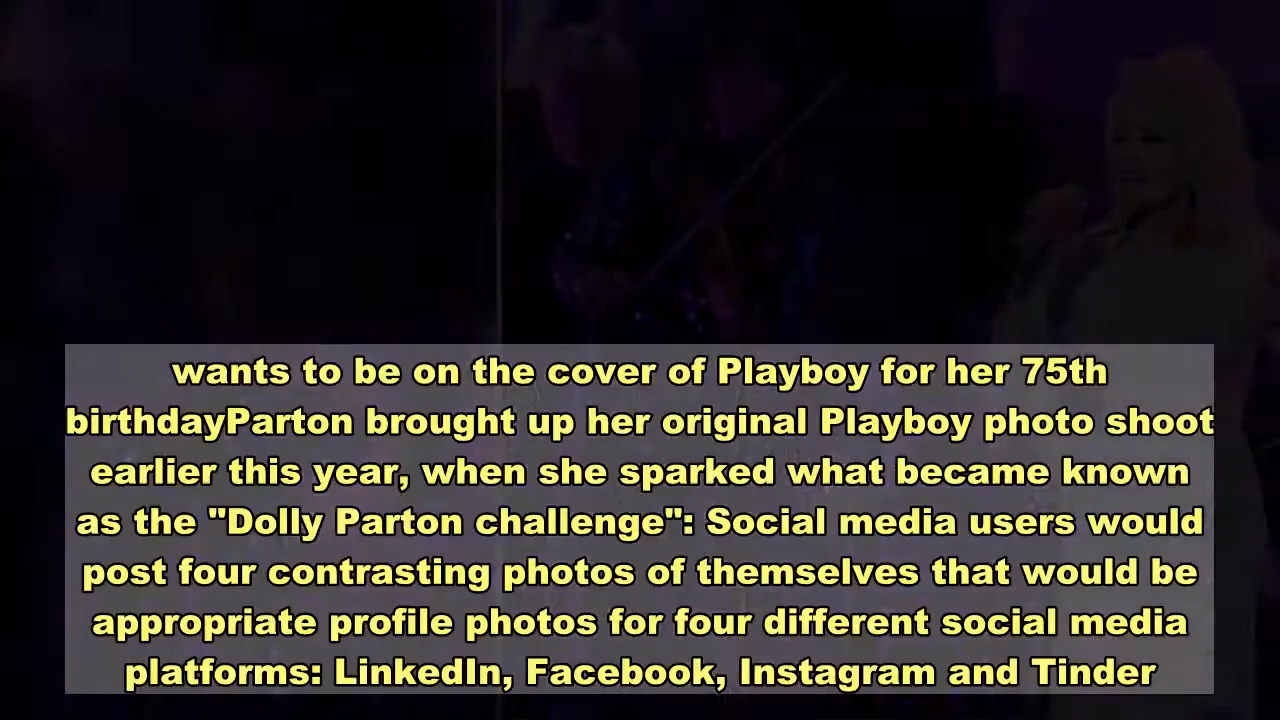 wants to be on the cover of Playboy for her 75th
birthdayParton brought up her original Playboy photo shoot
earlier this year, when she sparked what became known
as the "Dolly Parton challenge": Social media users would
post four contrasting photos of themselves that would be
appropriate profile photos for four different social media
platforms: LinkedIn, Facebook, Instagram and Tinder